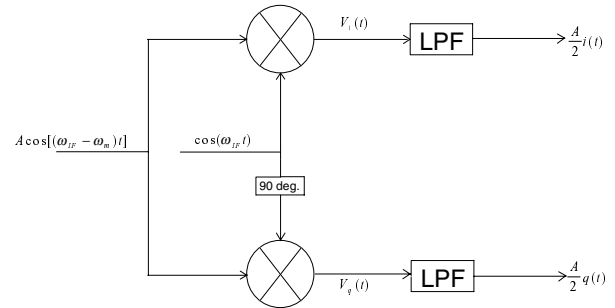 V_i(t)
LPF
A/2 i(t)
A cos[(ω_IF − ω_m)t]
cos(ω_IF t)
90 deg.
V_q(t)
LPF
A/2 q(t)